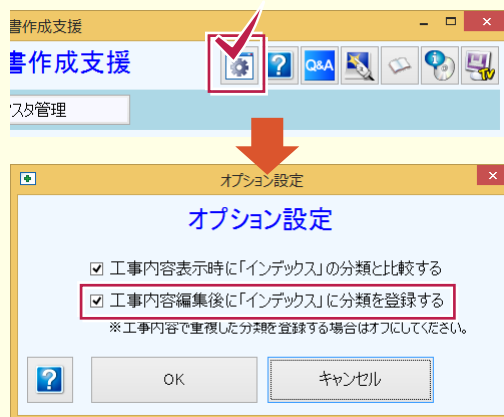 書作成支援
書作成支援
Q&A
TV
マスタ管理
オプション設定
オプション設定
工事内容表示時に「インデックス」の分類と比較する
工事内容編集後に「インデックス」に分類を登録する
※工事内容で重複した分類を登録する場合はオフにしてください。
OK
キャンセル